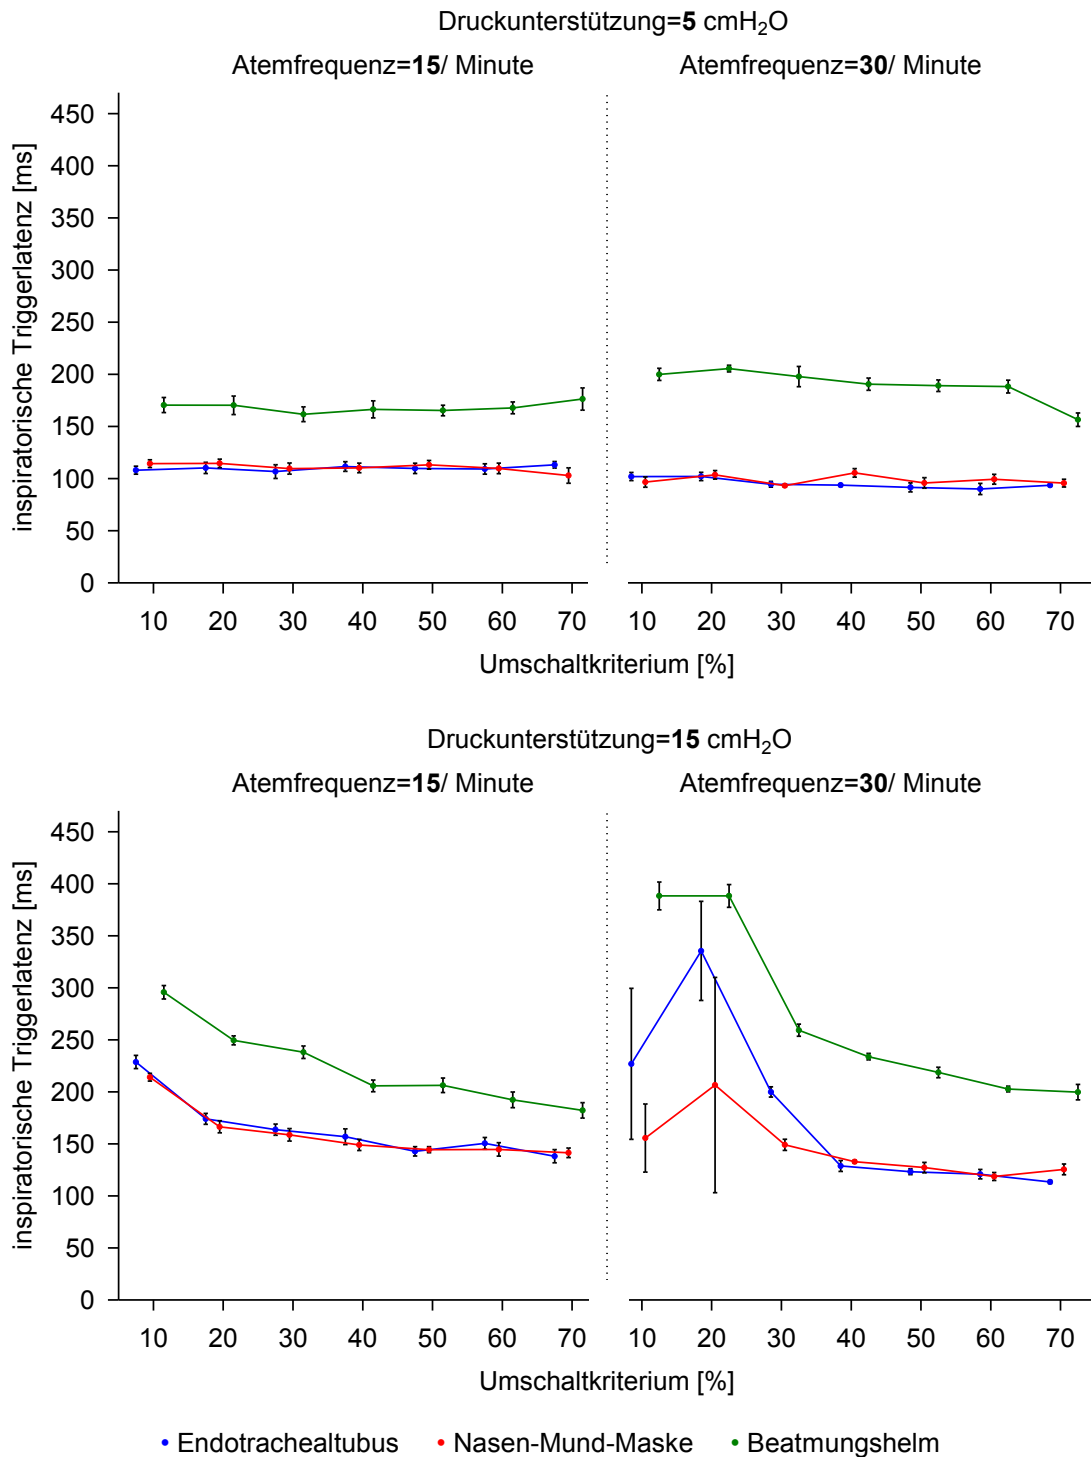 Druckunterstützung=5 cmH₂O
Atemfrequenz=15/ Minute Atemfrequenz=30/ Minute
inspiratorische Triggerlatenz [ms]
450
400
350
300
250
200
150
100
50
0
10 20 30 40 50 60 70 10 20 30 40 50 60 70
Umschaltkriterium [%]
Druckunterstützung=15 cmH₂O
Atemfrequenz=15/ Minute Atemfrequenz=30/ Minute
inspiratorische Triggerlatenz [ms]
450
400
350
300
250
200
150
100
50
0
10 20 30 40 50 60 70 10 20 30 40 50 60 70
Umschaltkriterium [%]
Endotrachealtubus Nasen-Mund-Maske Beatmungshelm